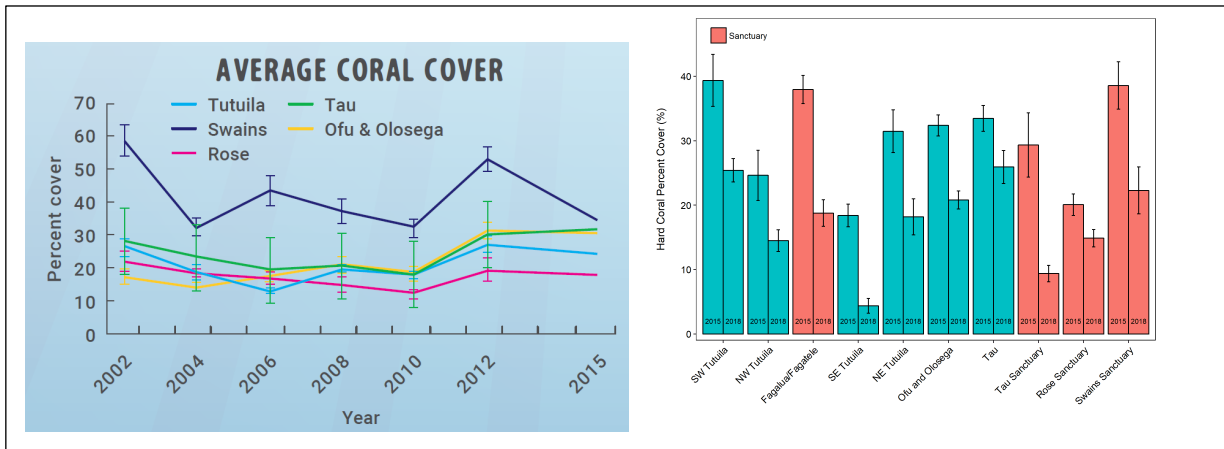 AVERAGE CORAL COVER
Tutuila
Tau
Swains
Ofu & Olosega
Rose
Percent cover
70
60
50
40
30
20
10
0
2002
2004
2006
2008
2010
2012
2015
Year
Sanctuary
Hard Coral Percent Cover (%)
40
30
20
10
0
2015 2018 2015 2018 2015 2018 2015 2018 2015 2018 2015 2018 2015 2018 2015 2018 2015 2018 2015 2018
SW Tutuila
NW Tutuila
Fagalua/Fagatele
SE Tutuila
NE Tutuila
Ofu and Olosega
Tau
Tau Sanctuary
Rose Sanctuary
Swains Sanctuary